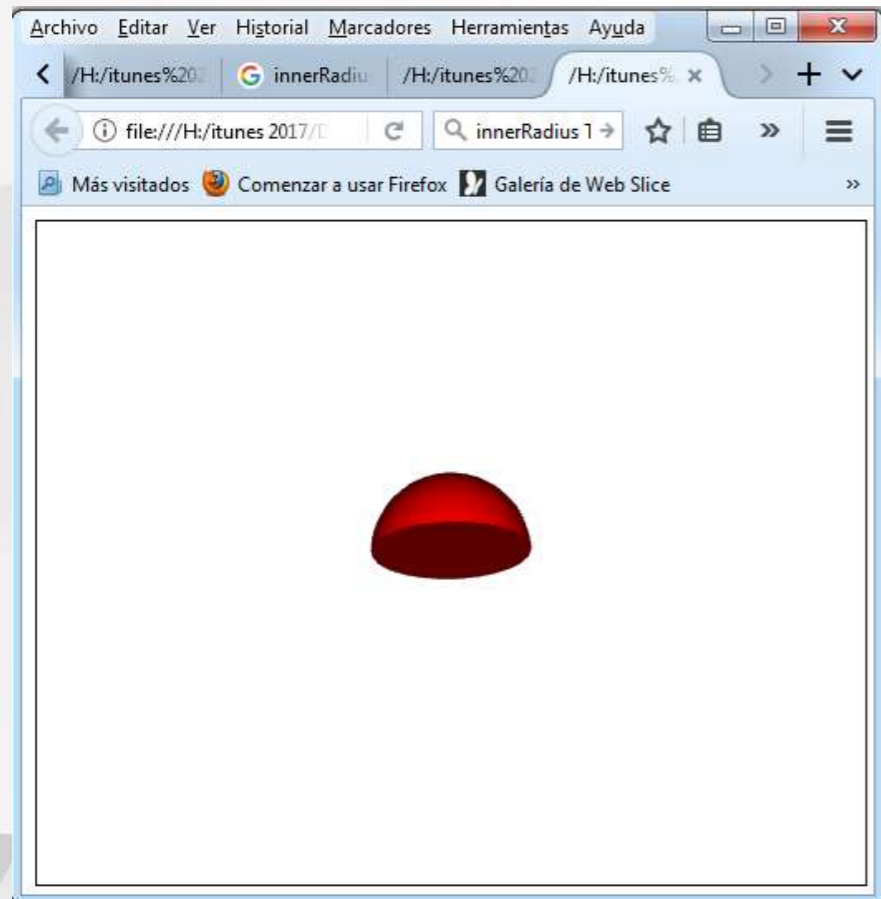 Archivo Editar Ver Historial Marcadores Herramientas Ayuda
/H:/itunes%20 innerRadiu /H:/itunes%20 /H:/itunes%
file:///H:/itunes 2017/ innerRadius
Más visitados Comenzar a usar Firefox Galería de Web Slice